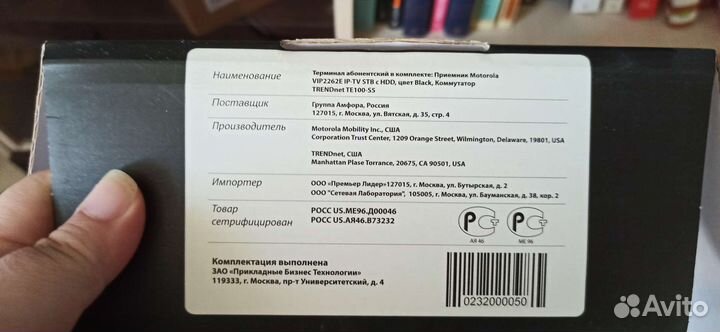 Наименование
Терминал абонентский в комплекте: Приемник Motorola
VIP2262E IP-TV STB с HDD, цвет Black, Коммутатор
TRENDnet TE100-S5
Поставщик
Группа Амфора, Россия
127015, г. Москва, ул. Вятская, д. 35, стр. 4
Производитель
Motorola Mobility Inc., США
Corporation Trust Center, 1209 Orange Street, Wilmington, Delaware, 19801, USA
TRENDnet, США
Manhattan Plase Torrance, 20675, CA 90501, USA
Импортер
ООО «Премьер Лидер»127015, г. Москва, ул. Бутырская, д. 2
ООО "Сетевая Лаборатория", 105005, г. Москва, ул. Бауманская, д. 38, кор. 2
Товар
сетрифицирован
РОСС US.ME96.Д00046
РОСС US.АЯ46.В73232
АЯ 46
ME 96
Комплектация выполнена
ЗАО «Прикладные Бизнес Технологии»
119333, г. Москва, пр-т Университетский, д. 4
0232000050
Avito